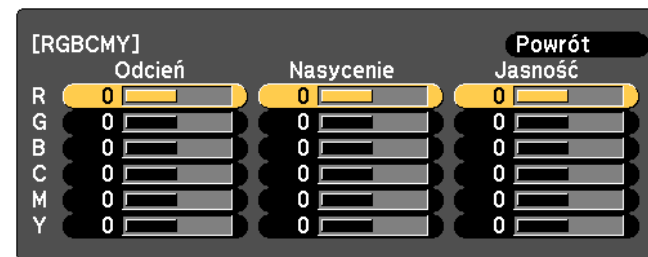 [RGBCMY] Powrót
Odcień Nasycenie Jasność
R 0 0 0
G 0 0 0
B 0 0 0
C 0 0 0
M 0 0 0
Y 0 0 0